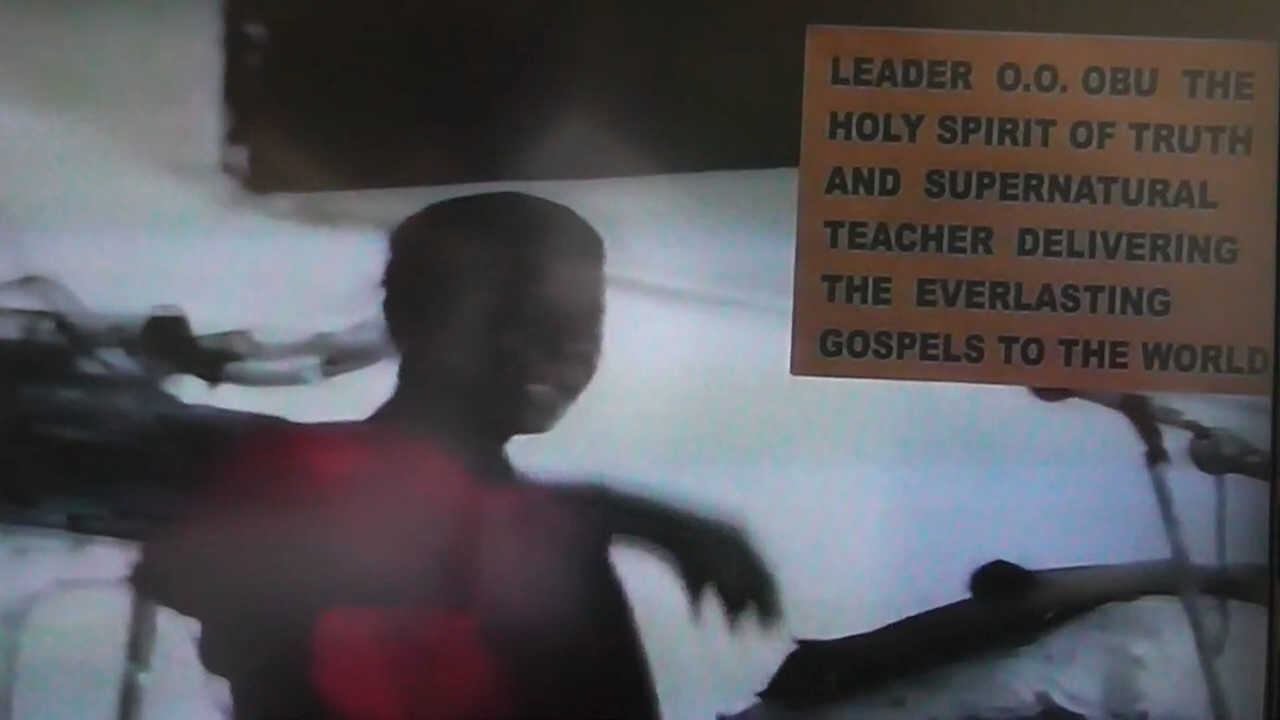 LEADER O.O. OBU THE
HOLY SPIRIT OF TRUTH
AND SUPERNATURAL
TEACHER DELIVERING
THE EVERLASTING
GOSPELS TO THE WORLD